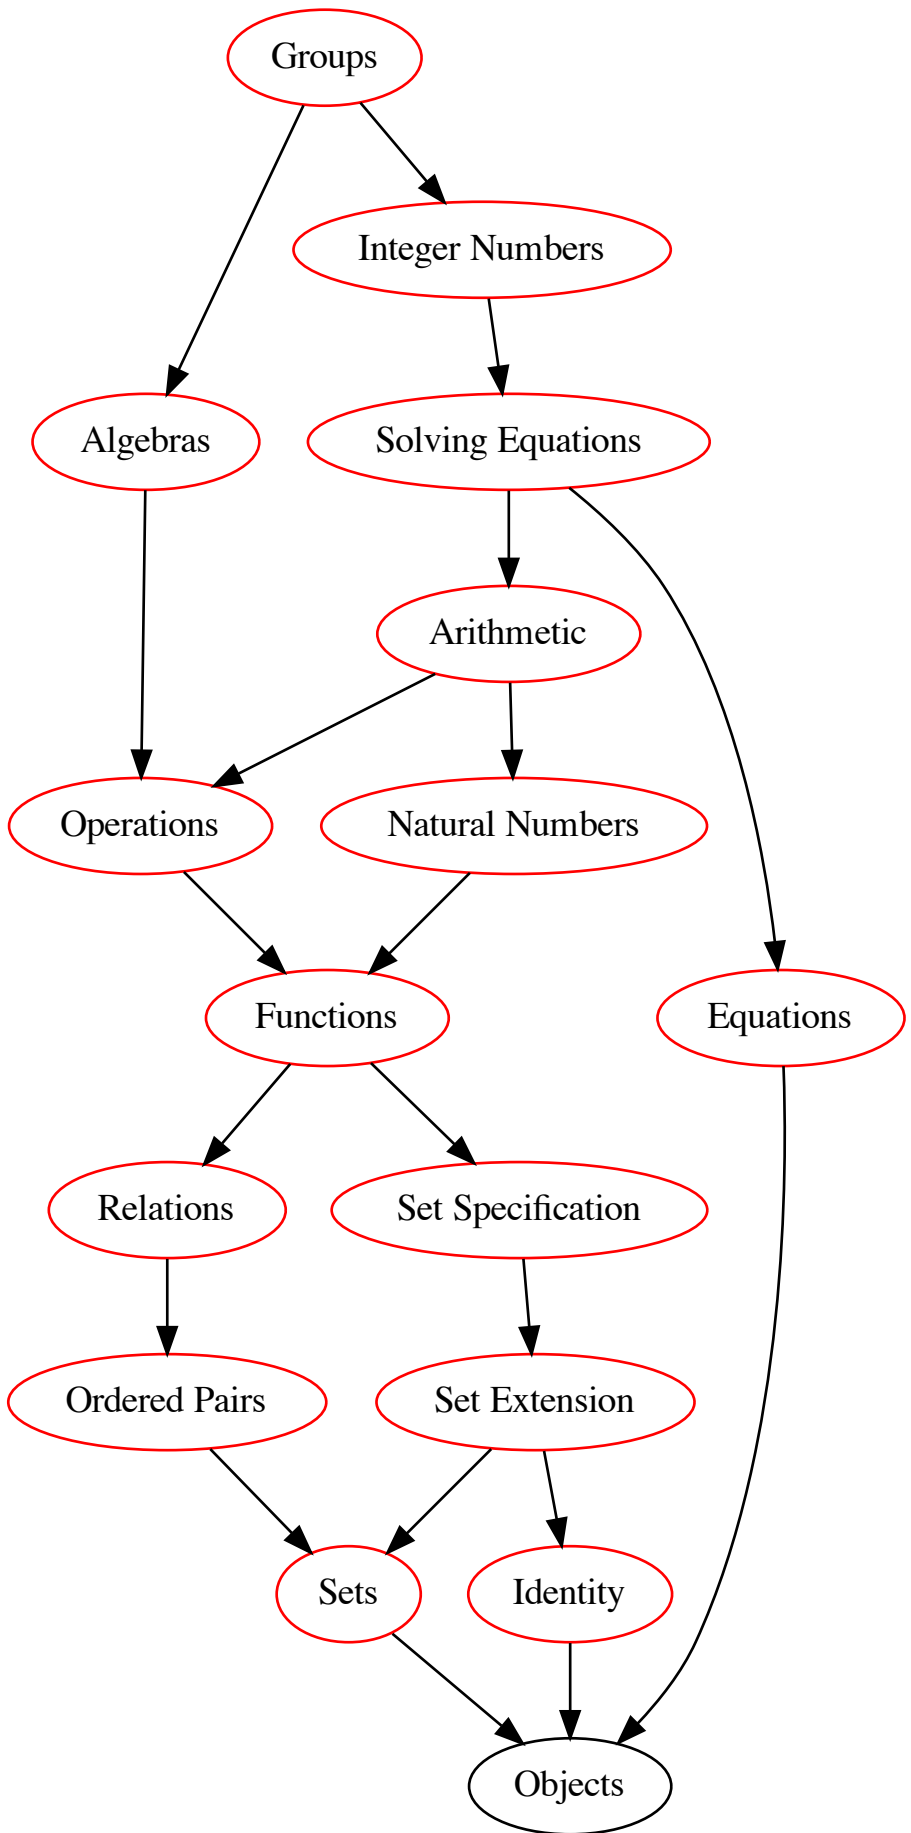 Groups
Integer Numbers
Algebras
Solving Equations
Arithmetic
Operations
Natural Numbers
Functions
Equations
Relations
Set Specification
Ordered Pairs
Set Extension
Sets
Identity
Objects